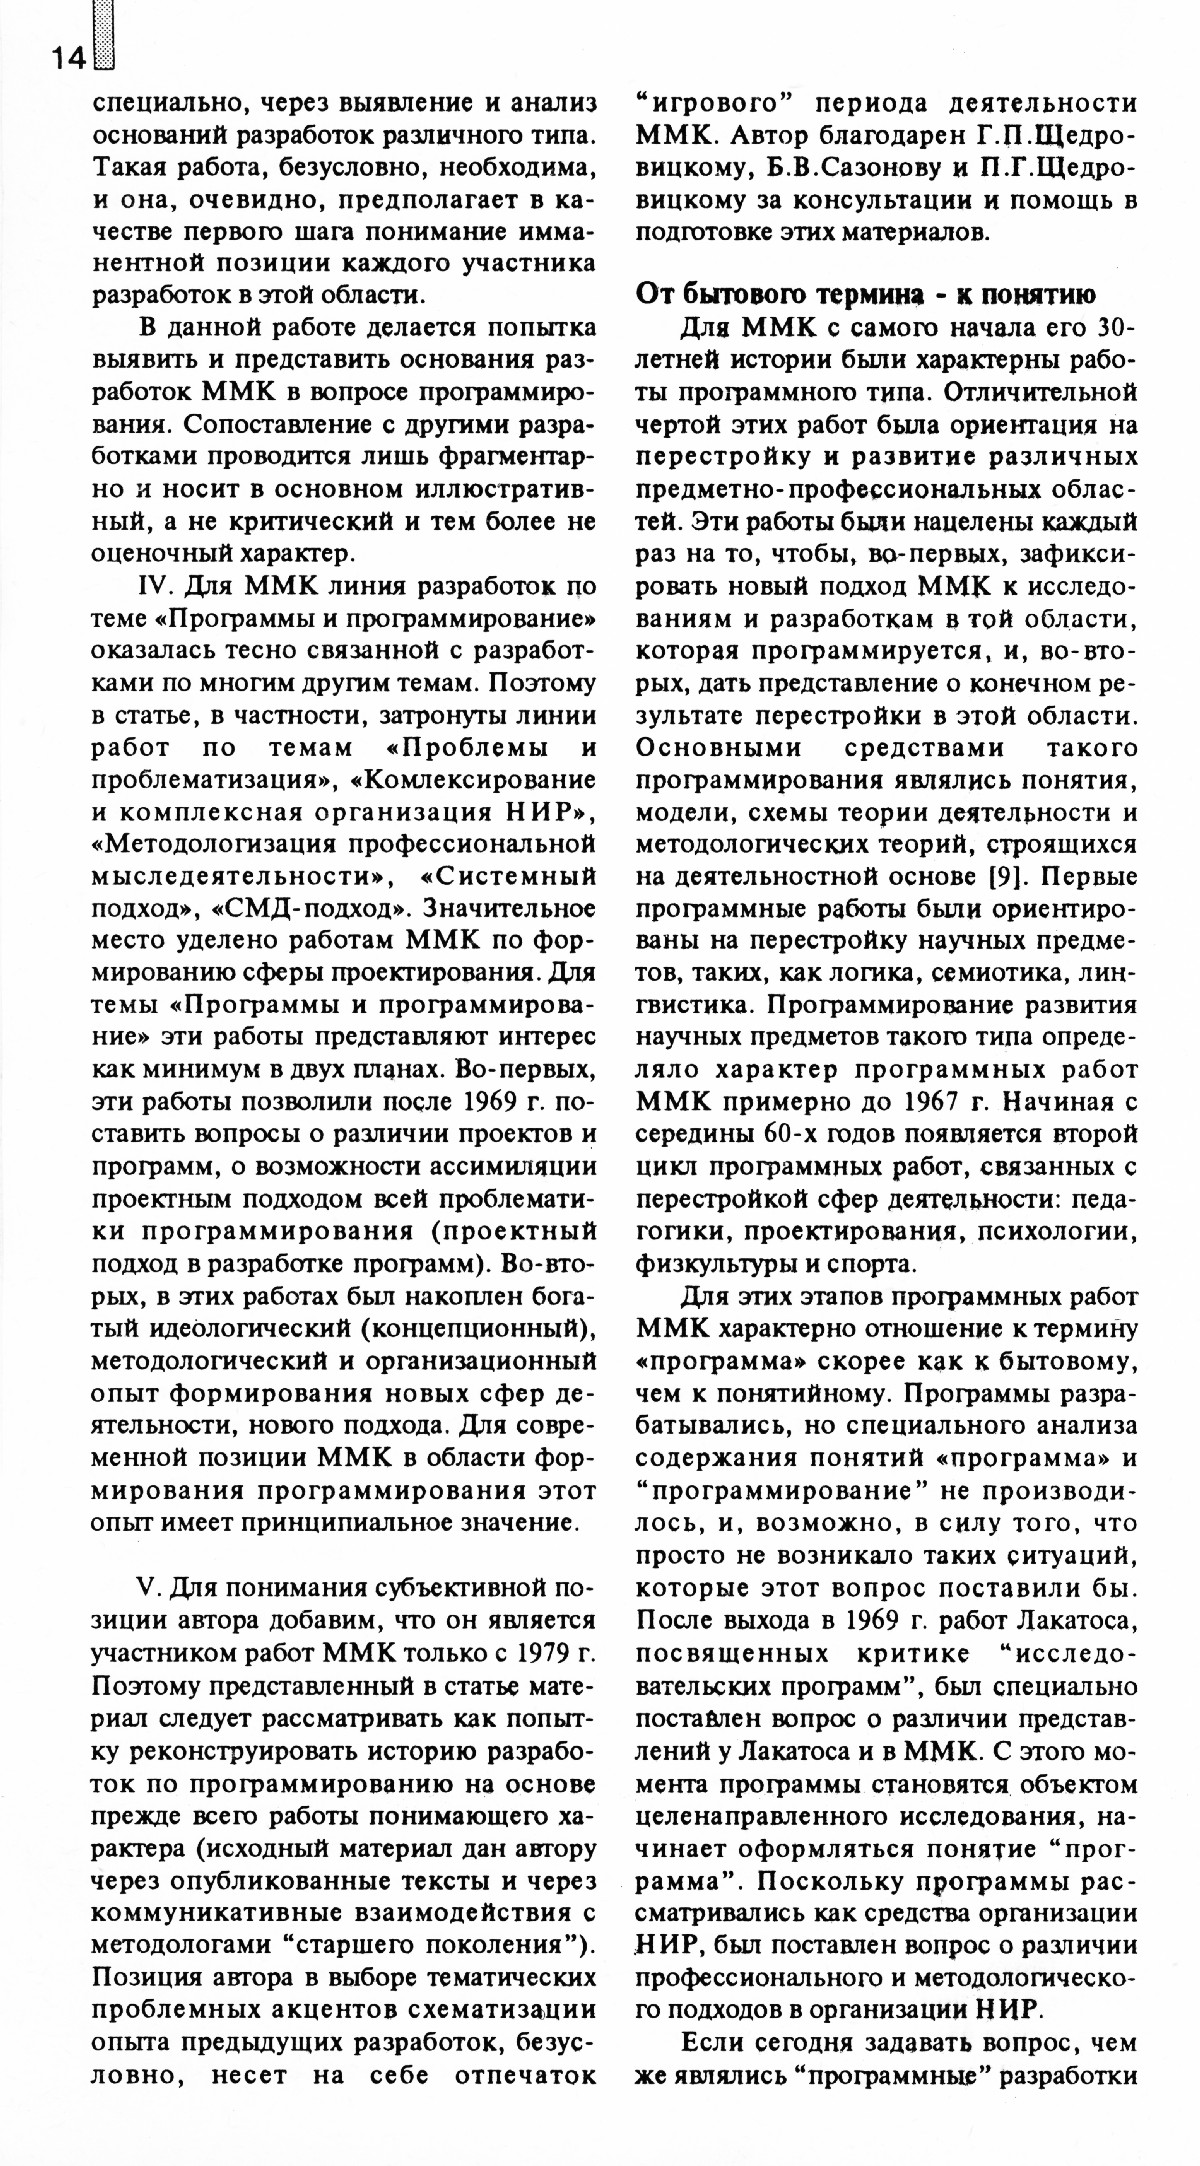 14
специально, через выявление и анализ
оснований разработок различного типа.
Такая работа, безусловно, необходима,
и она, очевидно, предполагает в ка-
честве первого шага понимание имма-
нентной позиции каждого участника
разработок в этой области.
В данной работе делается попытка
выявить и представить основания раз-
работок ММК в вопросе программиро-
вания. Сопоставление с другими разра-
ботками проводится лишь фрагментар-
но и носит в основном иллюстратив-
ный, а не критический и тем более не
оценочный характер.
IV. Для ММК линия разработок по
теме «Программы и программирование»
оказалась тесно связанной с разработ-
ками по многим другим темам. Поэтому
в статье, в частности, затронуты линии
работ по темам «Проблемы и
проблематизация», «Комлексирование
и комплексная организация НИР»,
«Методологизация профессиональной
мыследеятельности», «Системный
подход», «СМД-подход». Значительное
место уделено работам ММК по фор-
мированию сферы проектирования. Для
темы «Программы и программирова-
ние» эти работы представляют интерес
как минимум в двух планах. Во-первых,
эти работы позволили после 1969 г. по-
ставить вопросы о различии проектов и
программ, о возможности ассимиляции
проектным подходом всей проблемати-
ки программирования (проектный
подход в разработке программ). Во-вто-
рых, в этих работах был накоплен бога-
тый идеологический (концепционный),
методологический и организационный
опыт формирования новых сфер де-
ятельности, нового подхода. Для совре-
менной позиции ММК в области фор-
мирования программирования этот
опыт имеет принципиальное значение.
V. Для понимания субъективной по-
зиции автора добавим, что он является
участником работ ММК только с 1979 г.
Поэтому представленный в статье мате-
риал следует рассматривать как попыт-
ку реконструировать историю разрабо-
ток по программированию на основе
прежде всего работы понимающего ха-
рактера (исходный материал дан автору
через опубликованные тексты и через
коммуникативные взаимодействия с
методологами “старшего поколения”).
Позиция автора в выборе тематических
проблемных акцентов схематизации
опыта предыдущих разработок, безус-
ловно, несет на себе отпечаток
“игрового” периода деятельности
ММК. Автор благодарен Г.П.Щедро-
вицкому, Б.В.Сазонову и П.Г.Щедро-
вицкому за консультации и помощь в
подготовке этих материалов.
От бытового термина - к понятию
Для ММК с самого начала его 30-
летней истории были характерны рабо-
ты программного типа. Отличительной
чертой этих работ была ориентация на
перестройку и развитие различных
предметно-профессиональных облас-
тей. Эти работы были нацелены каждый
раз на то, чтобы, во-первых, зафикси-
ровать новый подход ММК к исследо-
ваниям и разработкам в той области,
которая программируется, и, во-вто-
рых, дать представление о конечном ре-
зультате перестройки в этой области.
Основными средствами такого
программирования являлись понятия,
модели, схемы теории деятельности и
методологических теорий, строящихся
на деятельностной основе [9]. Первые
программные работы были ориентиро-
ваны на перестройку научных предме-
тов, таких, как логика, семиотика, лин-
гвистика. Программирование развития
научных предметов такого типа опреде-
ляло характер программных работ
ММК примерно до 1967 г. Начиная с
середины 60-х годов появляется второй
цикл программных работ, связанных с
перестройкой сфер деятельности: педа-
гогики, проектирования, психологии,
физкультуры и спорта.
Для этих этапов программных работ
ММК характерно отношение к термину
«программа» скорее как к бытовому,
чем к понятийному. Программы разра-
батывались, но специального анализа
содержания понятий «программа» и
“программирование” не производи-
лось, и, возможно, в силу того, что
просто не возникало таких ситуаций,
которые этот вопрос поставили бы.
После выхода в 1969 г. работ Лакатоса,
посвященных критике “исследо-
вательских программ”, был специально
поставлен вопрос о различии представ-
лений у Лакатоса и в ММК. С этого мо-
мента программы становятся объектом
целенаправленного исследования, на-
чинает оформляться понятие “прог-
рамма”. Поскольку программы рас-
сматривались как средства организации
НИР, был поставлен вопрос о различии
профессионального и методологическо-
го подходов в организации НИР.
Если сегодня задавать вопрос, чем
же являлись “программные” разработки